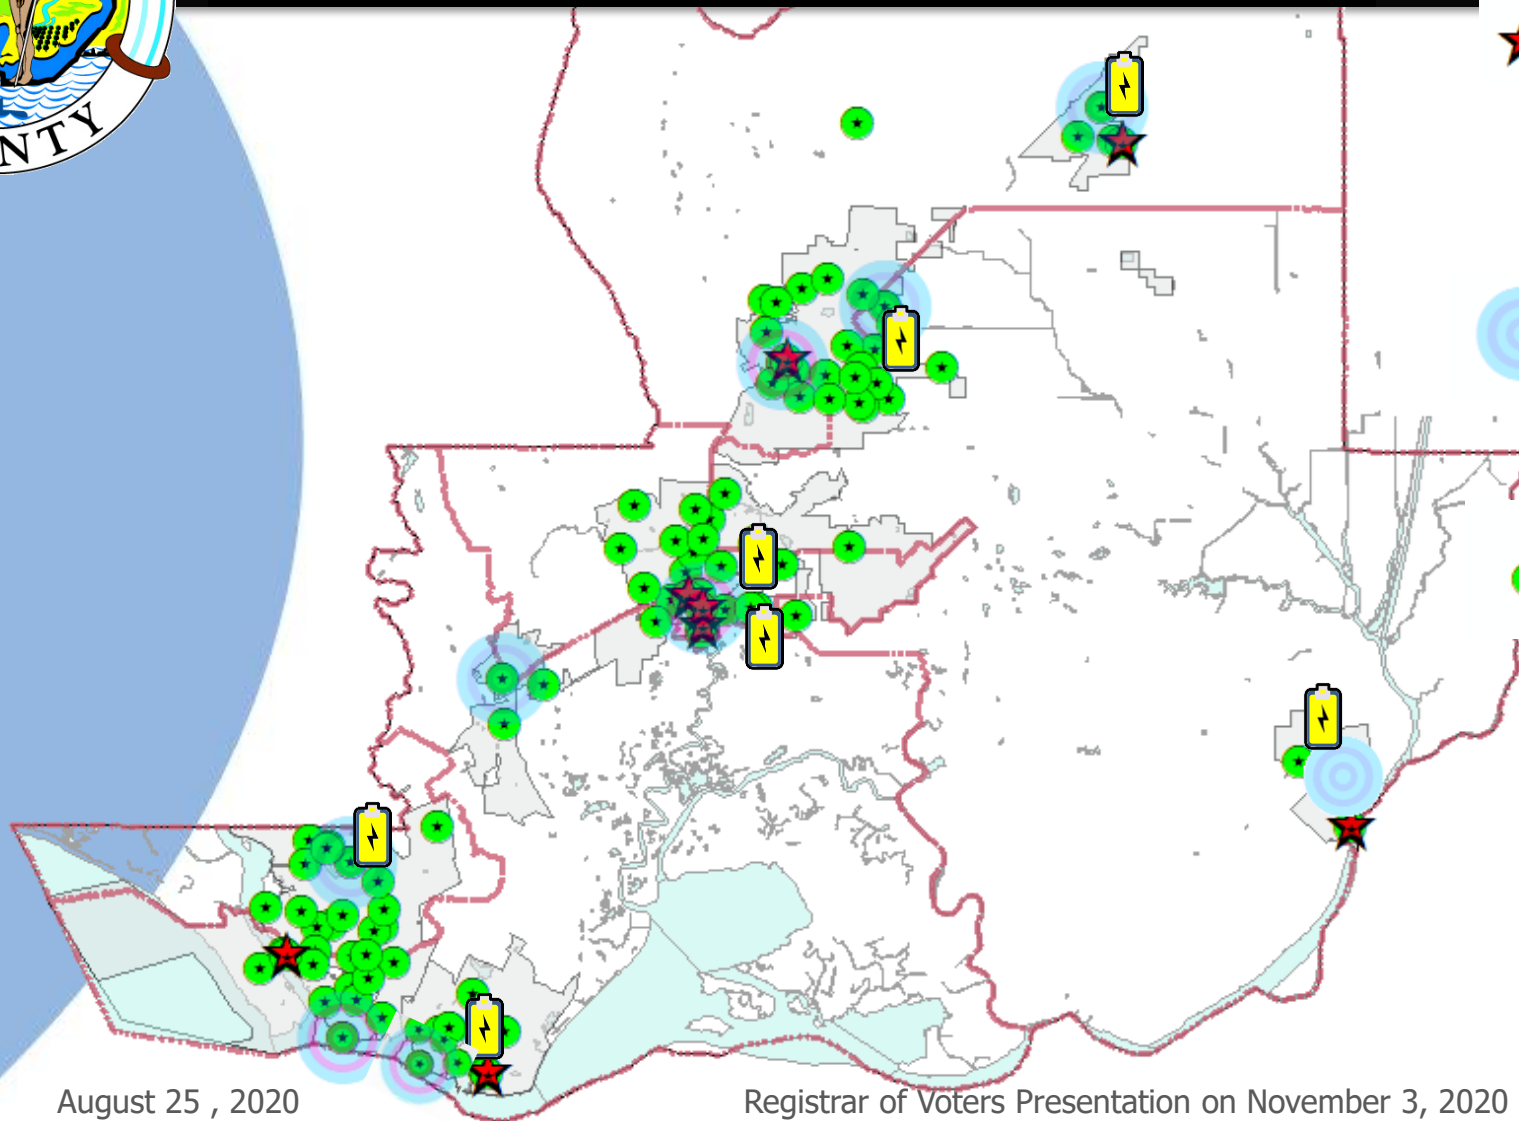 NTY
August 25 , 2020
Registrar of Voters Presentation on November 3, 2020